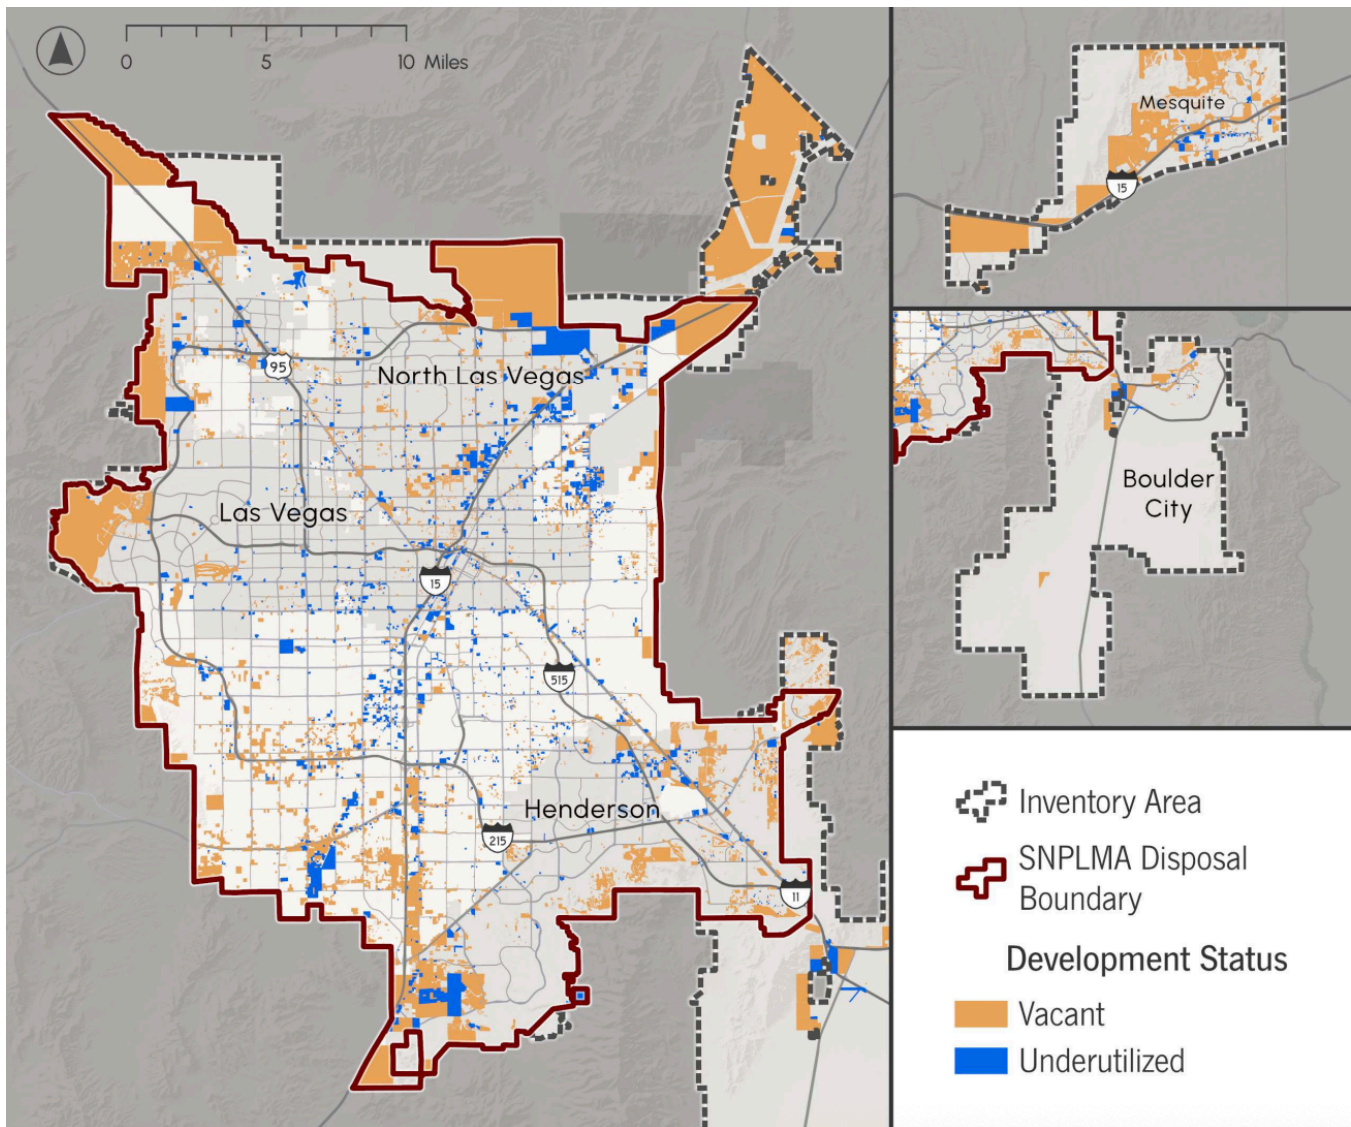 0 5 10 Miles
95
North Las Vegas
Las Vegas
15
515
Henderson
215
11
Mesquite
15
Boulder
City
Inventory Area
SNPLMA Disposal
Boundary
Development Status
Vacant
Underutilized